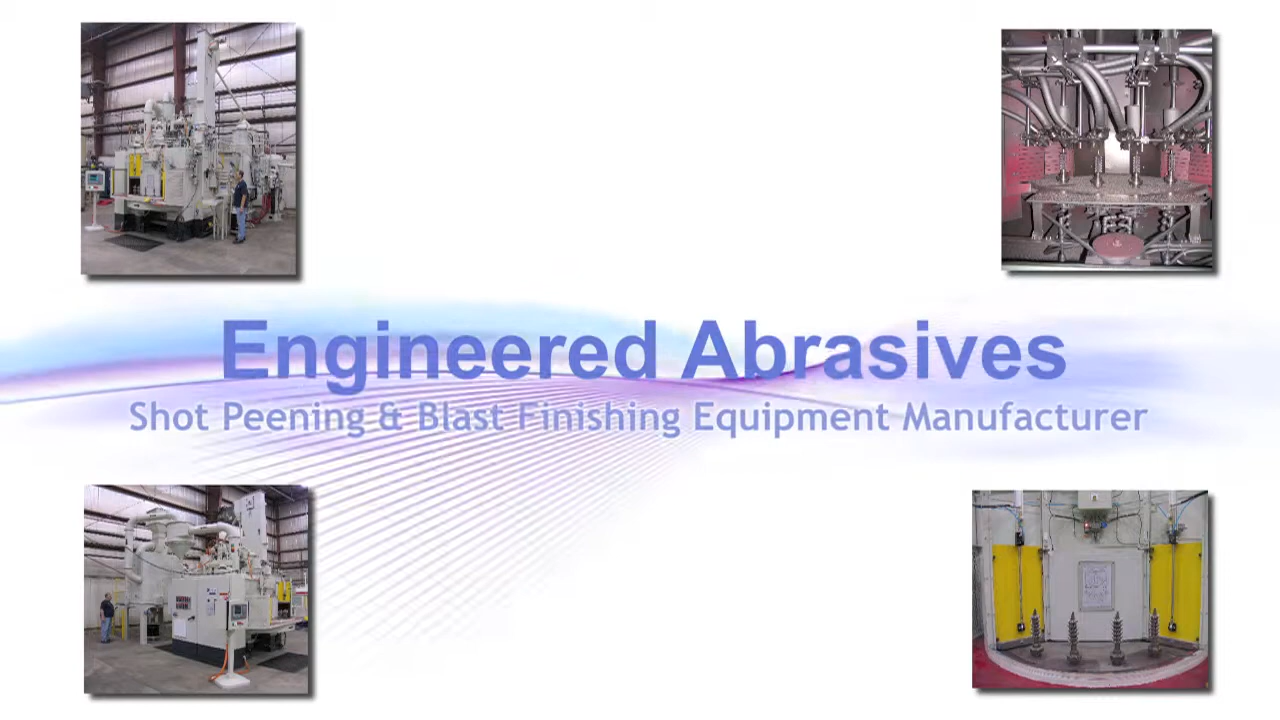 Engineered Abrasives
Shot Peening & Blast Finishing Equipment Manufacturer